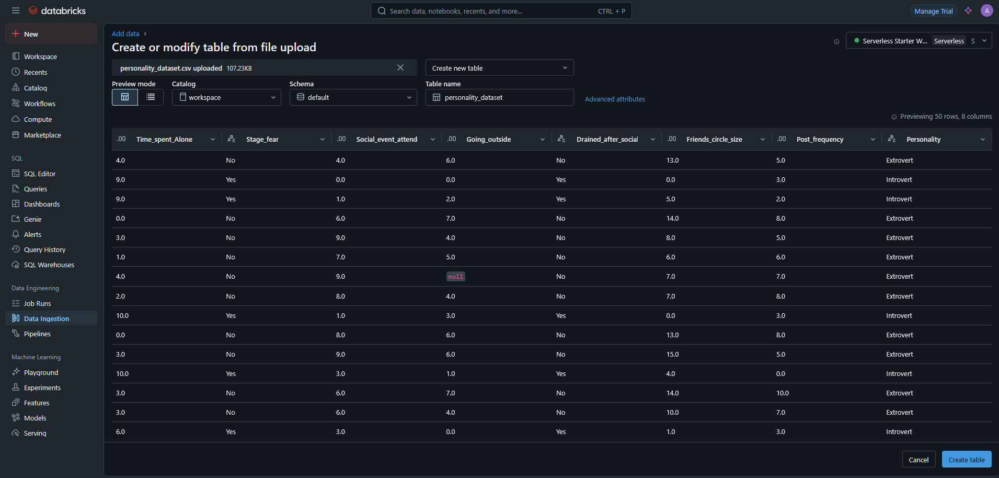 databricks
Search data, notebooks, recents, and more...
CTRL + P
Manage Trial
A
New
Workspace
Recents
Catalog
Workflows
Compute
Marketplace
SQL
SQL Editor
Queries
Dashboards
Genie
Alerts
Query History
SQL Warehouses
Data Engineering
Job Runs
Data Ingestion
Pipelines
Machine Learning
Playground
Experiments
Features
Models
Serving
Add data ›
Create or modify table from file upload
Serverless Starter W... Serverless S
personality_dataset.csv uploaded 107.23KB
Create new table
Preview mode Catalog Schema Table name
workspace default personality_dataset Advanced attributes
Previewing 50 rows, 8 columns
.00 Time_spent_Alone ABC Stage_fear .00 Social_event_attend .00 Going_outside ABC Drained_after_social .00 Friends_circle_size .00 Post_frequency ABC Personality
4.0 No 4.0 6.0 No 13.0 5.0 Extrovert
9.0 Yes 0.0 0.0 Yes 0.0 3.0 Introvert
9.0 Yes 1.0 2.0 Yes 5.0 2.0 Introvert
0.0 No 6.0 7.0 No 14.0 8.0 Extrovert
3.0 No 9.0 4.0 No 8.0 5.0 Extrovert
1.0 No 7.0 5.0 No 6.0 6.0 Extrovert
4.0 No 9.0 null No 7.0 7.0 Extrovert
2.0 No 8.0 4.0 No 7.0 8.0 Extrovert
10.0 Yes 1.0 3.0 Yes 0.0 3.0 Introvert
0.0 No 8.0 6.0 No 13.0 8.0 Extrovert
3.0 No 9.0 6.0 No 15.0 5.0 Extrovert
10.0 Yes 3.0 1.0 Yes 4.0 0.0 Introvert
3.0 No 6.0 7.0 No 14.0 10.0 Extrovert
3.0 No 6.0 4.0 No 10.0 7.0 Extrovert
6.0 Yes 3.0 0.0 Yes 1.0 3.0 Introvert
Cancel
Create table